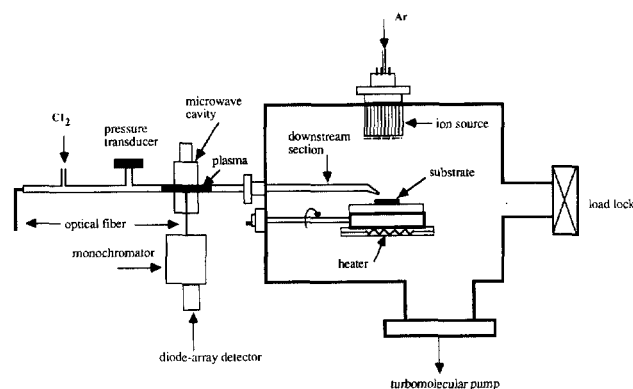 Ar
microwave
cavity
Cl2
pressure
transducer
plasma
downstream
section
ion source
substrate
load lock
optical fiber
monochromator
heater
diode-array detector
turbomolecular pump